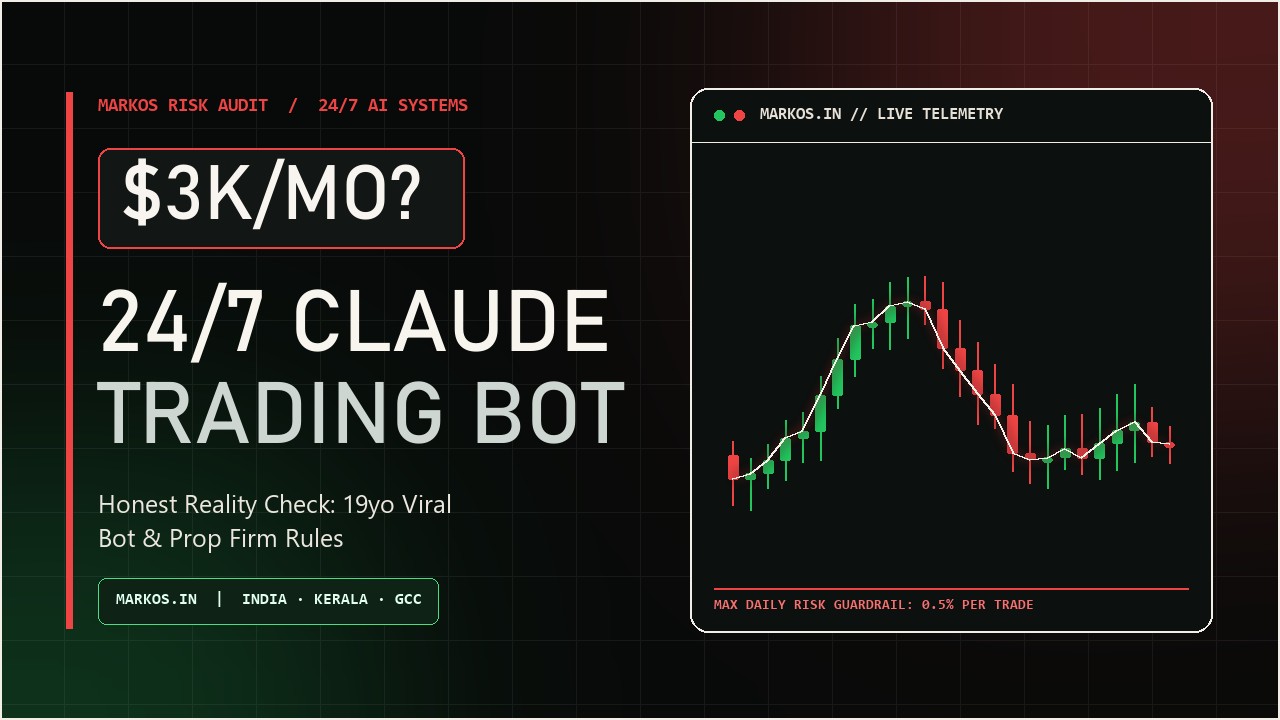 MARKOS RISK AUDIT / 24/7 AI SYSTEMS
$3K/MO?
24/7 CLAUDE
TRADING BOT
Honest Reality Check: 19yo Viral
Bot & Prop Firm Rules
MARKOS.IN | INDIA · KERALA · GCC
MARKOS.IN // LIVE TELEMETRY
MAX DAILY RISK GUARDRAIL: 0.5% PER TRADE